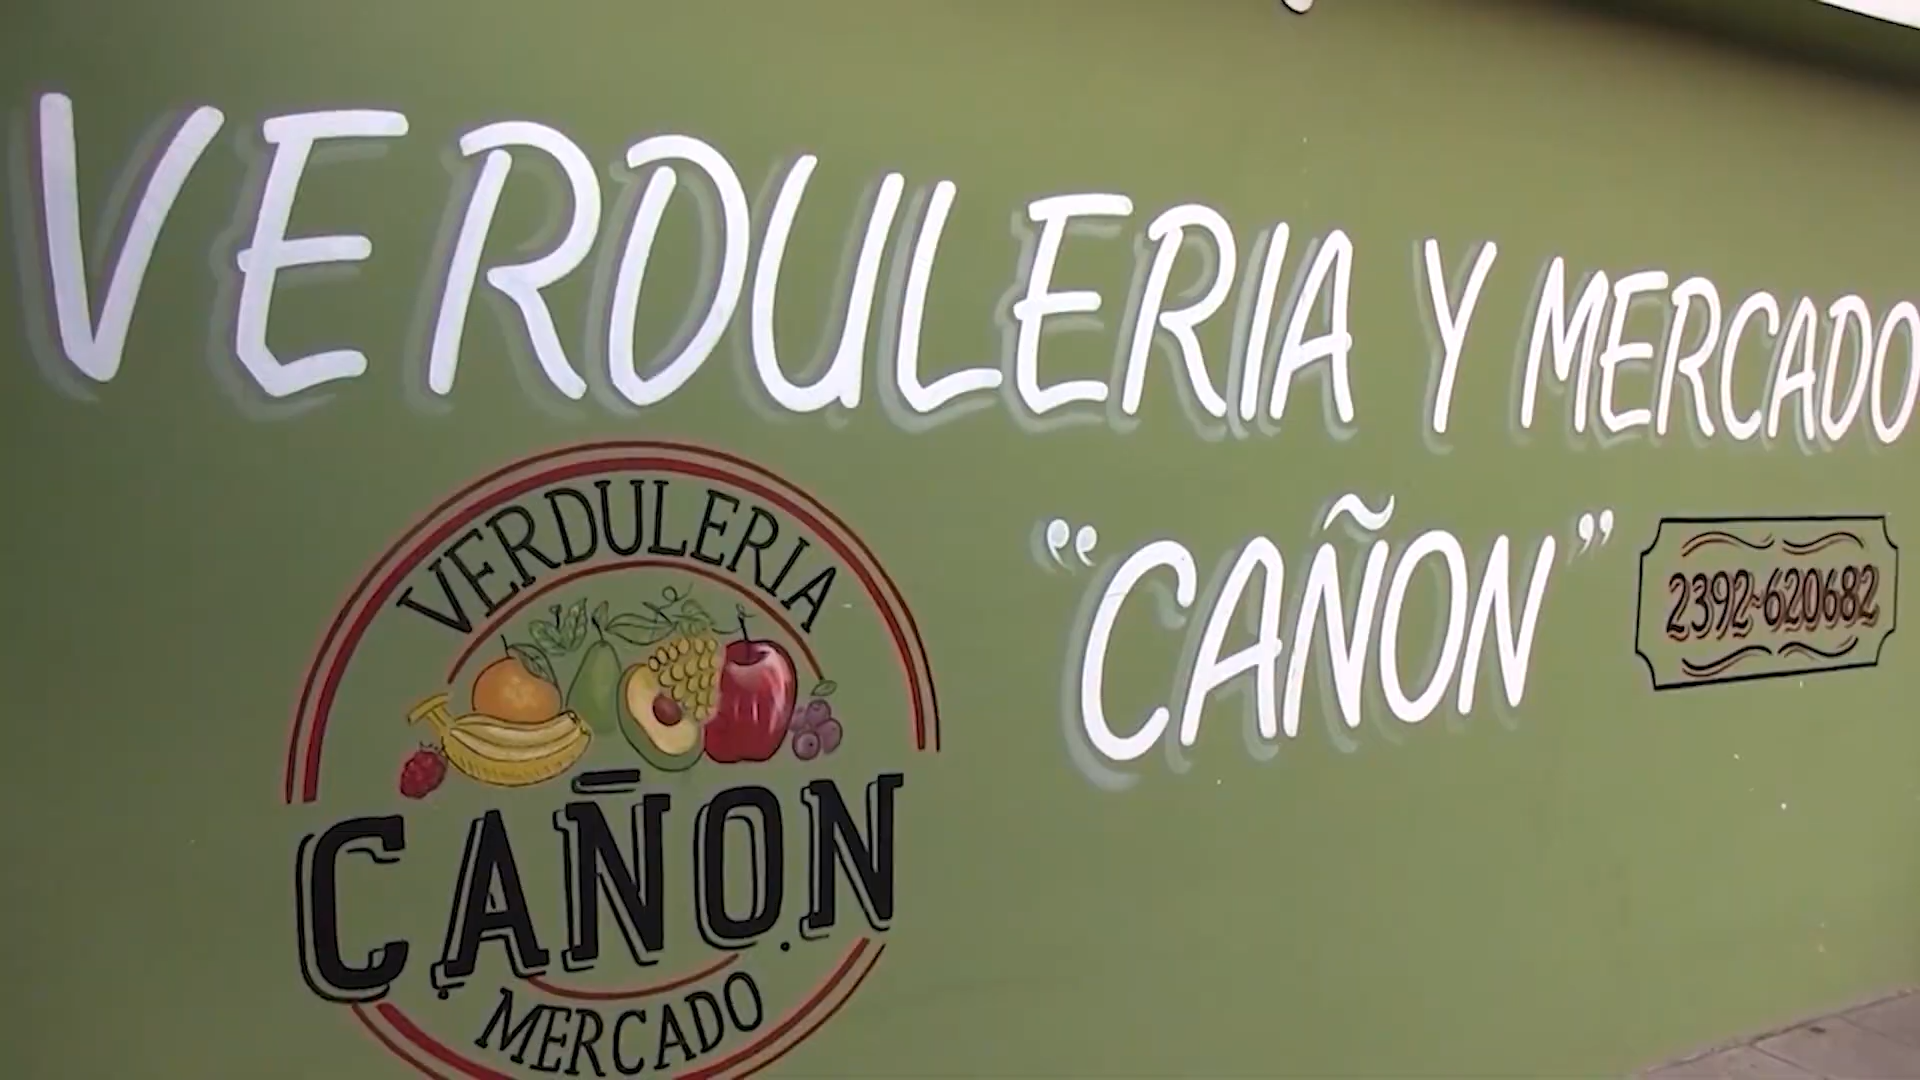 VERDULERIA Y MERCADO
"CAÑON"
2392-620682
VERDULERIA
CAÑON
MERCADO